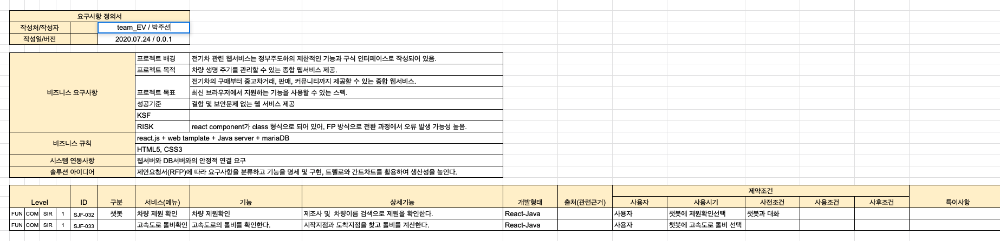 요구사항 정의서
작성처/작성자 team_EV / 박주선
작성일/버전 2020.07.24 / 0.0.1
비즈니스 요구사항
프로젝트 배경 전기차 관련 웹서비스는 정부주도하의 제한적인 기능과 구식 인터페이스로 작성되어 있음.
프로젝트 목적 차량 생명 주기를 관리할 수 있는 종합 웹서비스 제공.
전기차의 구매부터 중고차거래, 판매, 커뮤니티까지 제공할 수 있는 종합 웹서비스.
프로젝트 목표 최신 브라우저에서 지원하는 기능을 사용할 수 있는 스펙.
성공기준 결함 및 보안문제 없는 웹 서비스 제공
KSF
RISK react component가 class 형식으로 되어 있어, FP 방식으로 전환 과정에서 오류 발생 가능성 높음.
비즈니스 규칙
react.js + web tamplate + Java server + mariaDB
HTML5, CSS3
시스템 연동사항 웹서버와 DB서버와의 안정적 연결 요구
솔루션 아이디어 제안요청서(RFP)에 따라 요구사항을 분류하고 기능을 명세 및 구현, 트렐로와 간트차트를 활용하여 생산성을 높인다.
제약조건
Level ID 구분 서비스(메뉴) 기능 상세기능 개발형태 출처(관련근거) 사용자 사용시기 사전조건 사용조건 사후조건 특이사항
FUN COM SIR 1 SJF-032 챗봇 차량 제원 확인 차량 제원확인 제조사 및 차량이름 검색으로 제원을 확인한다. React-Java 사용자 챗봇에 제원확인선택 챗봇과 대화
FUN COM SIR 1 SJF-033 고속도로 톨비확인 고속도로의 톨비를 확인한다. 시작지점과 도착지점을 찾고 톨비를 계산한다. React-Java 사용자 챗봇에 고속도로 톨비 선택